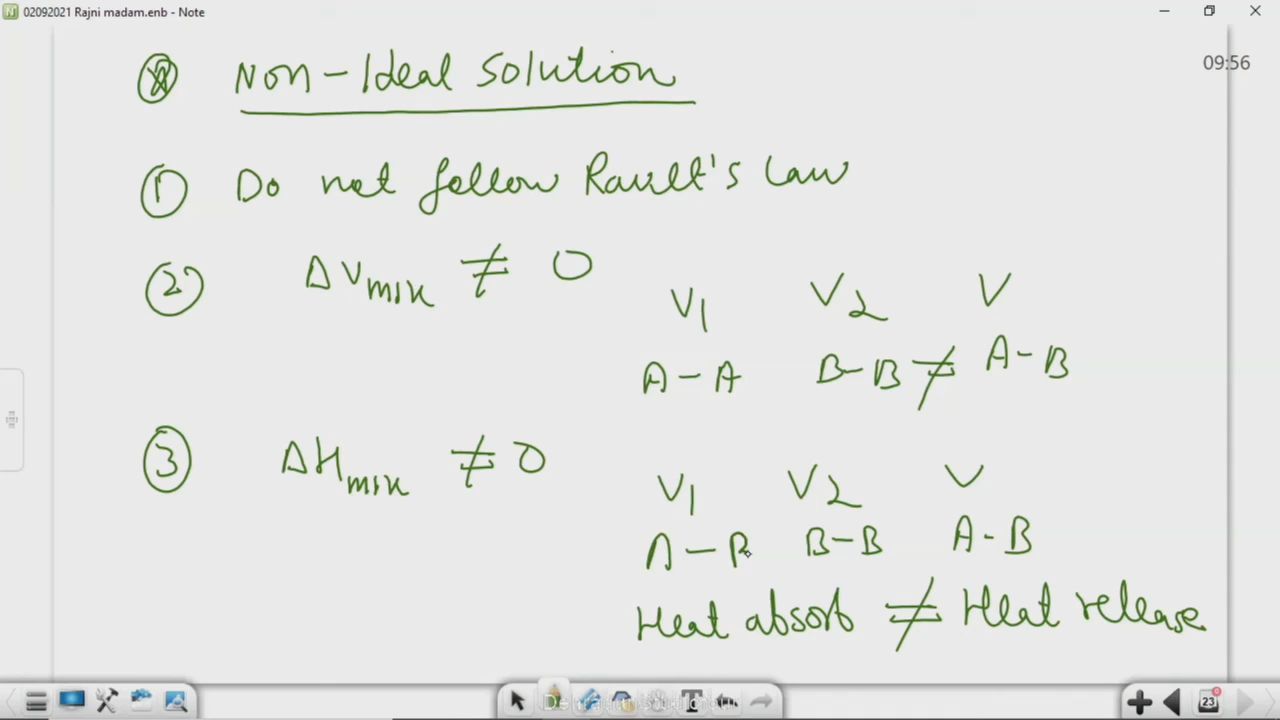 02092021 Rajni madam.enb - Note
09:56
Non-Ideal Solution
① Do not follow Rault's Law
② ΔVmix ≠ 0
V1 V2 V
A-A B-B ≠ A-B
③ ΔHmix ≠ 0
V1 V2 V
A-B B-B A-B
Heat absorb ≠ Heat release
23